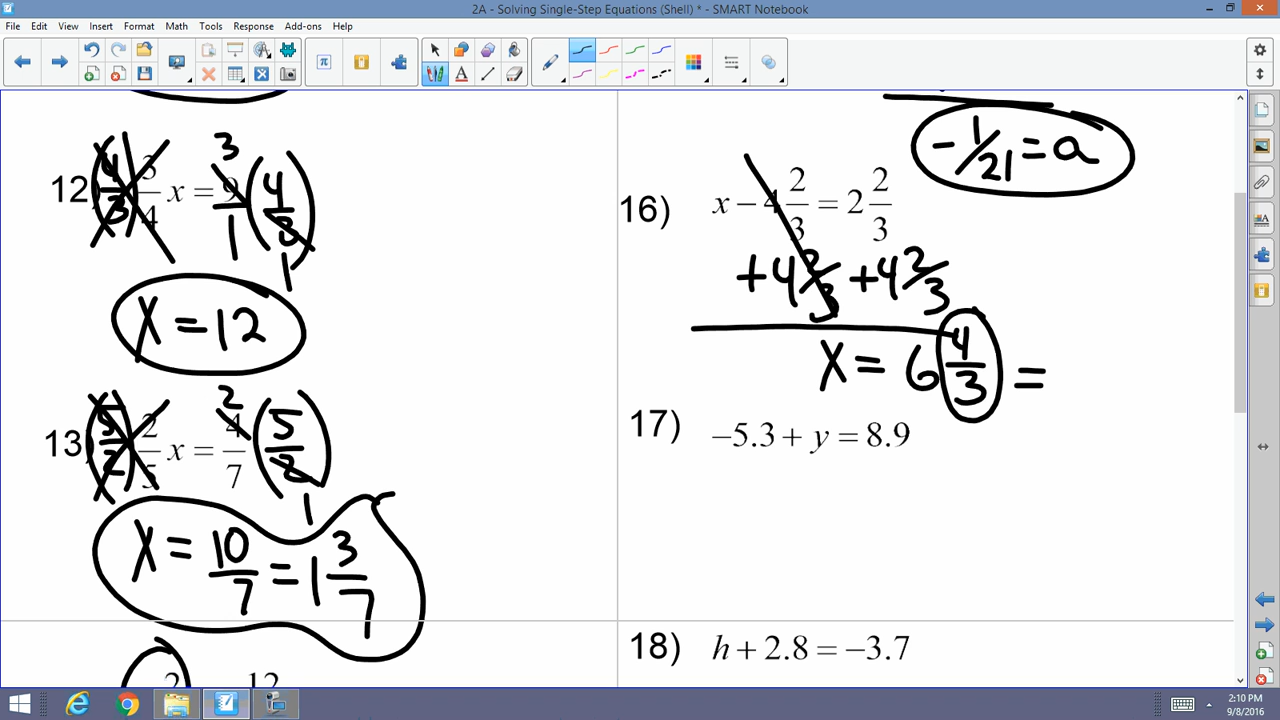 2A - Solving Single-Step Equations (Shell) * - SMART Notebook
File Edit View Insert Format Math Tools Response Add-ons Help
12) (4/3) 3/4 x = 9/1 (4/3)
3
1
X = 12
13) (5/2) 2/5 x = 4/7 (5/2)
2
1
X = 10/7 = 1 3/7
2 12
-1/21 = a
16) x − 4 2/3 = 2 2/3
+4 2/3 +4 2/3
X = 6 4/3 =
17) −5.3 + y = 8.9
18) h + 2.8 = −3.7
2:10 PM
9/8/2016